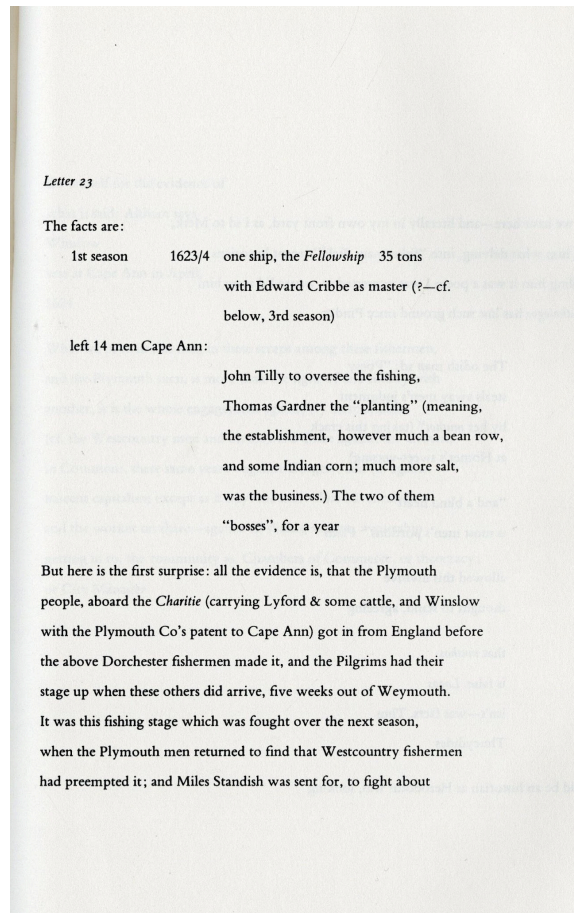 Letter 23
The facts are:
1st season 1623/4 one ship, the Fellowship 35 tons
with Edward Cribbe as master (?—cf.
below, 3rd season)
left 14 men Cape Ann:
John Tilly to oversee the fishing,
Thomas Gardner the “planting” (meaning,
the establishment, however much a bean row,
and some Indian corn; much more salt,
was the business.) The two of them
“bosses”, for a year
But here is the first surprise: all the evidence is, that the Plymouth
people, aboard the Charitie (carrying Lyford & some cattle, and Winslow
with the Plymouth Co's patent to Cape Ann) got in from England before
the above Dorchester fishermen made it, and the Pilgrims had their
stage up when these others did arrive, five weeks out of Weymouth.
It was this fishing stage which was fought over the next season,
when the Plymouth men returned to find that Westcountry fishermen
had preempted it; and Miles Standish was sent for, to fight about